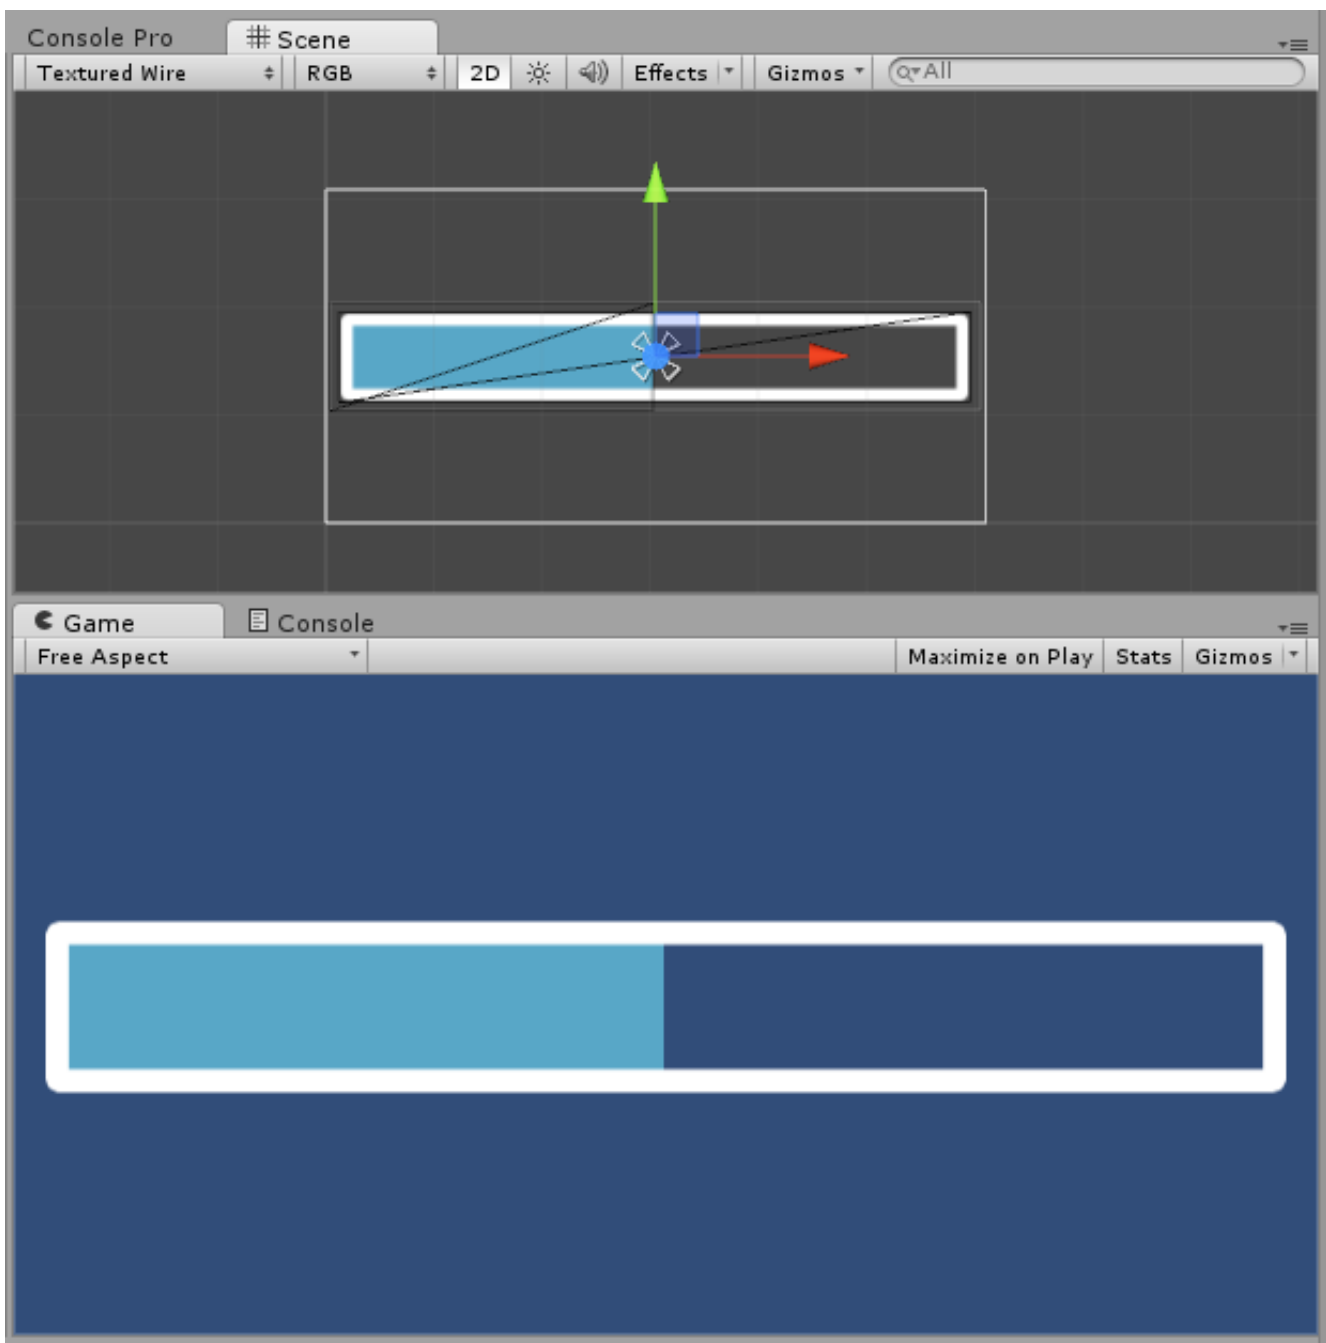 Console Pro Scene
Textured Wire RGB 2D Effects Gizmos All
Game Console
Free Aspect Maximize on Play Stats Gizmos